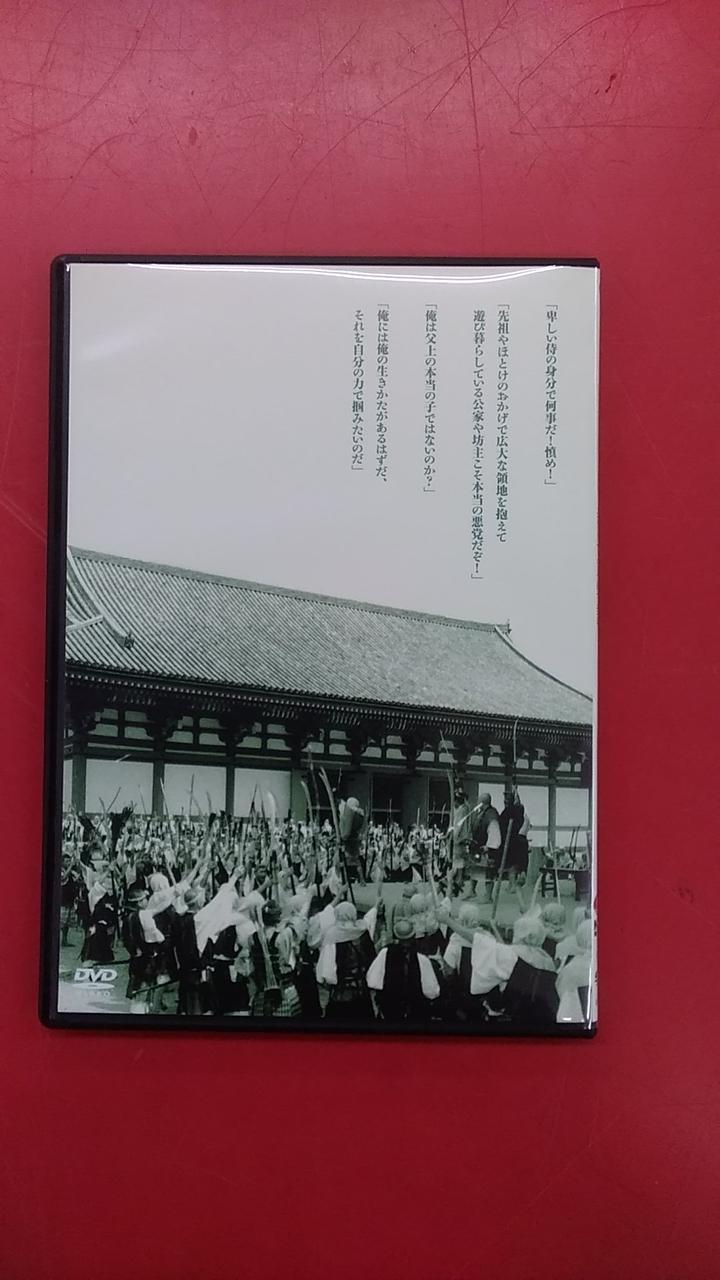 「卑しい侍の身分で何事だ!慎め!」
「先祖やほとけのおかげで広大な領地を抱えて
遊び暮らしている公家や坊主こそ本当の悪党だぞ!」
「俺は父上の本当の子ではないのか?」
「俺には俺の生きかたがあるはずだ、
それを自分の力で掴みたいのだ」
DVD
VIDEO